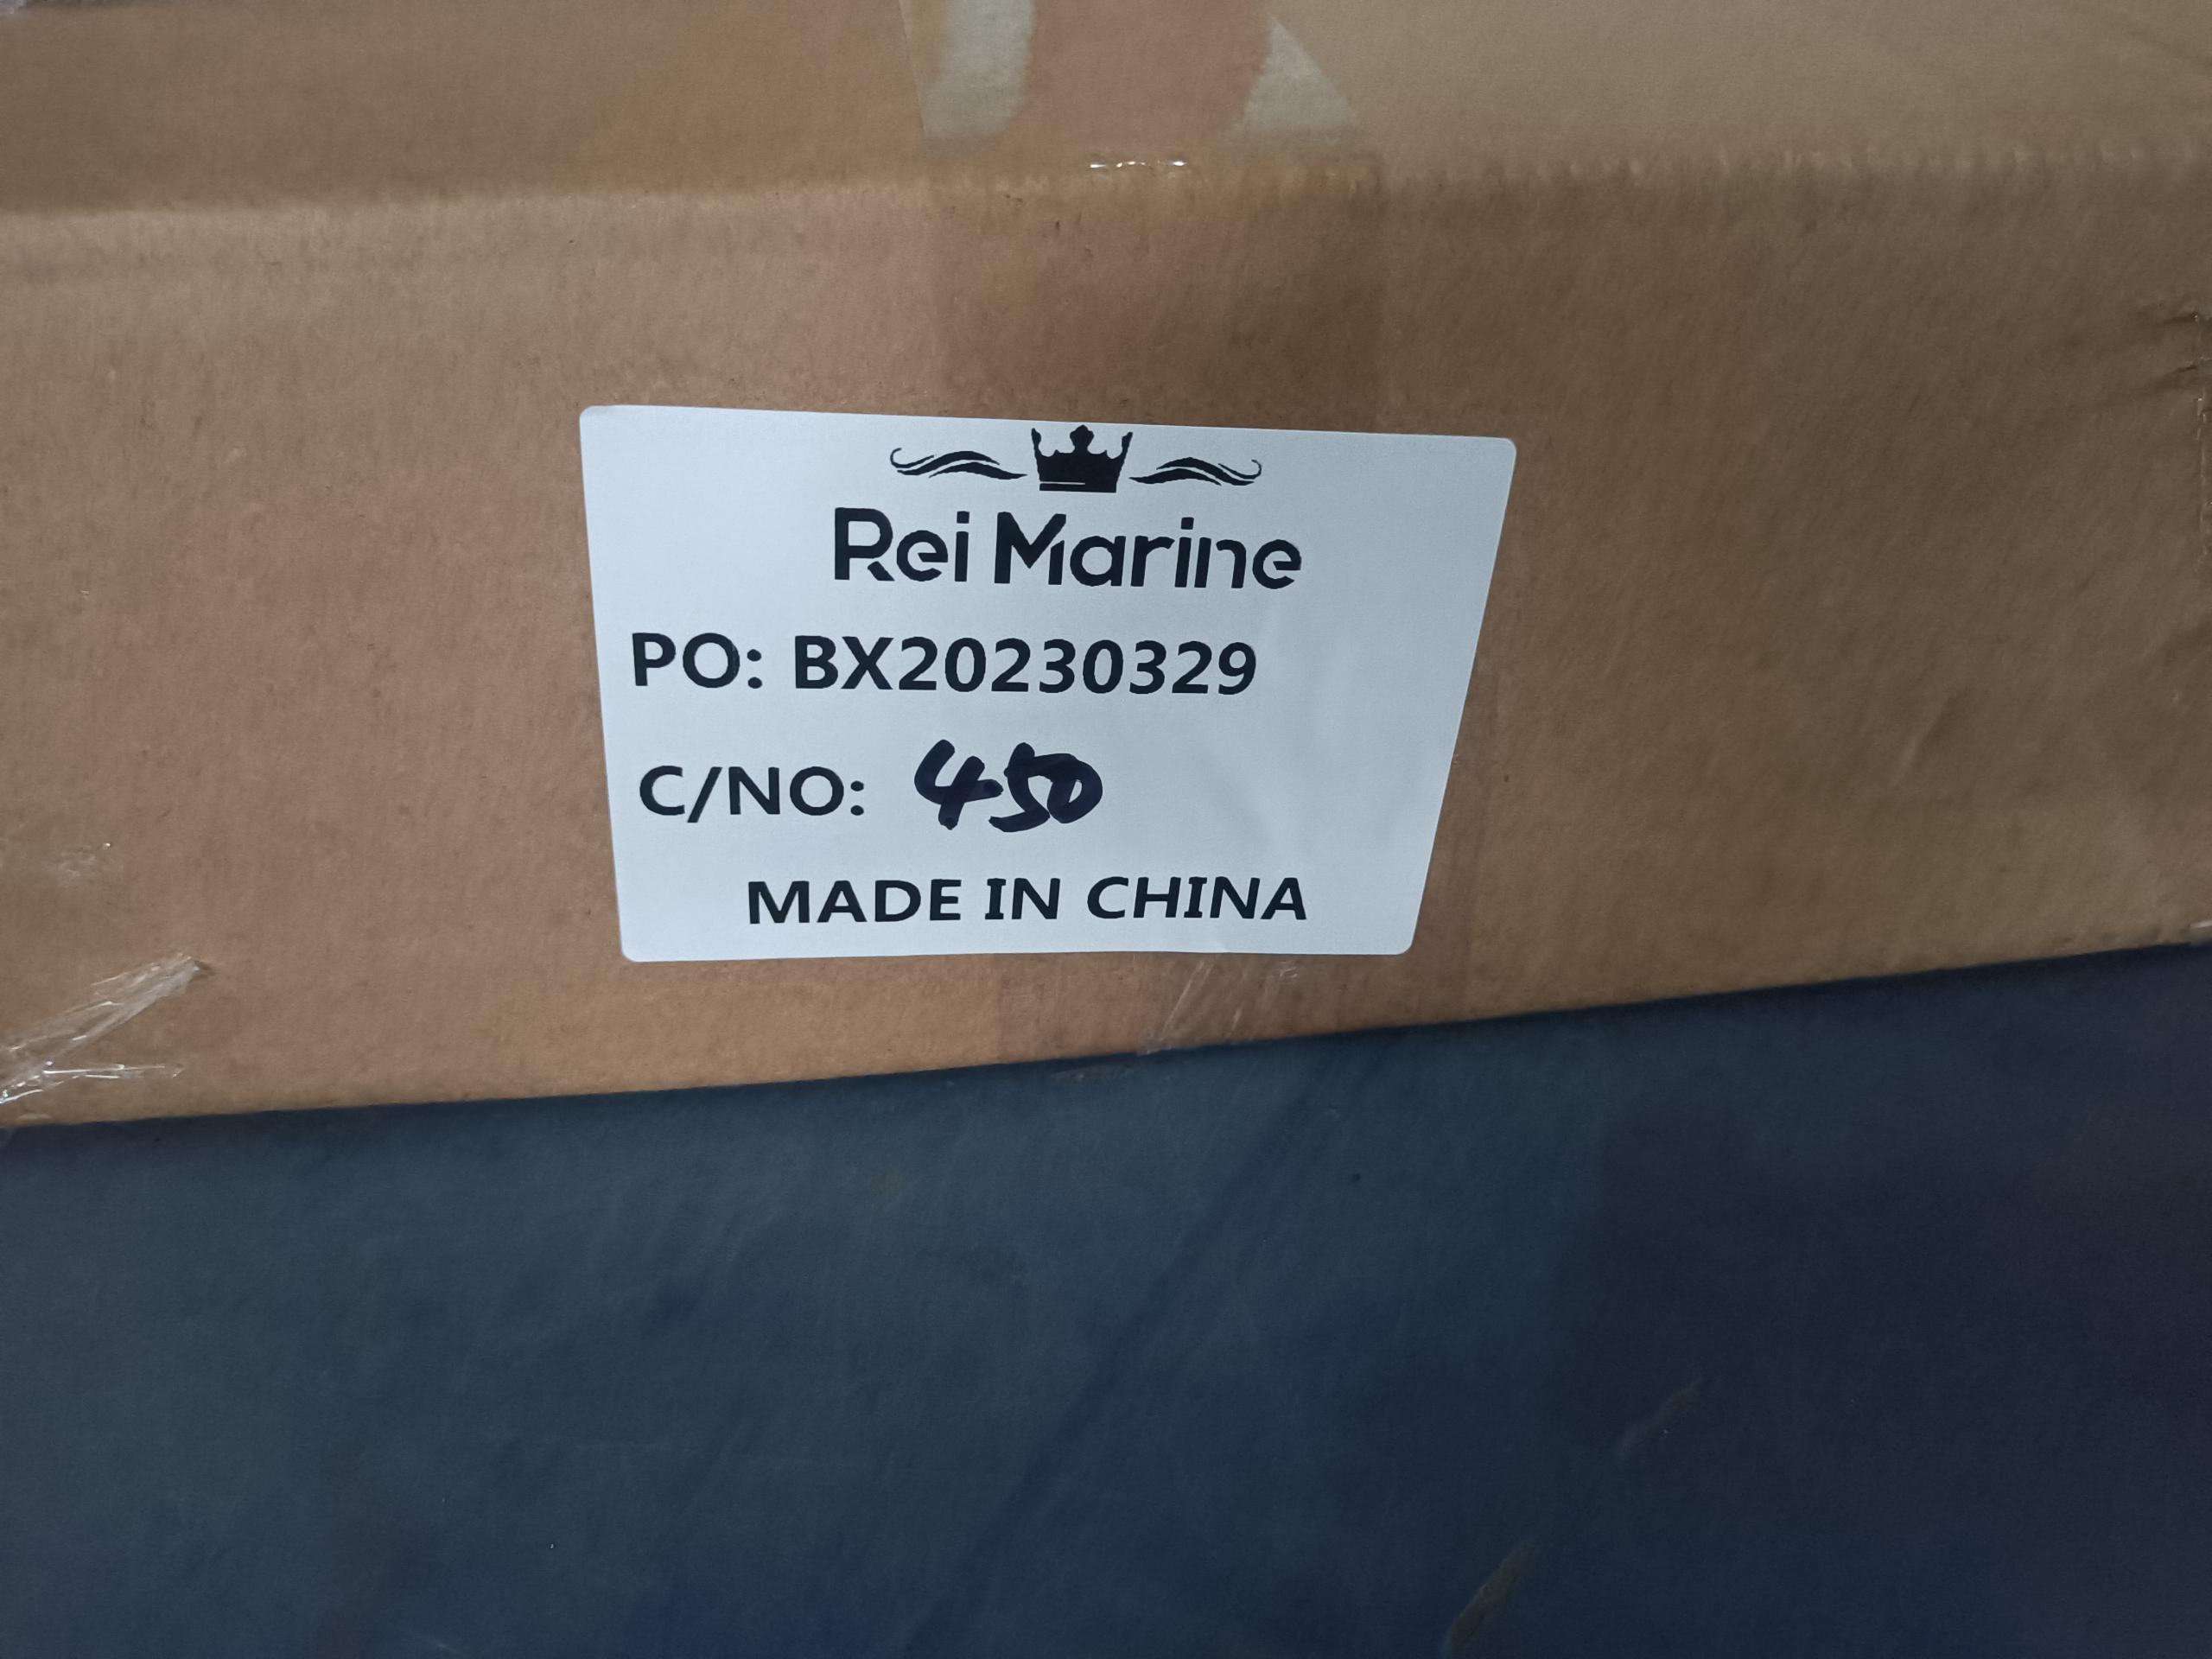 Rei Marine
PO: BX20230329
C/NO: 450
MADE IN CHINA